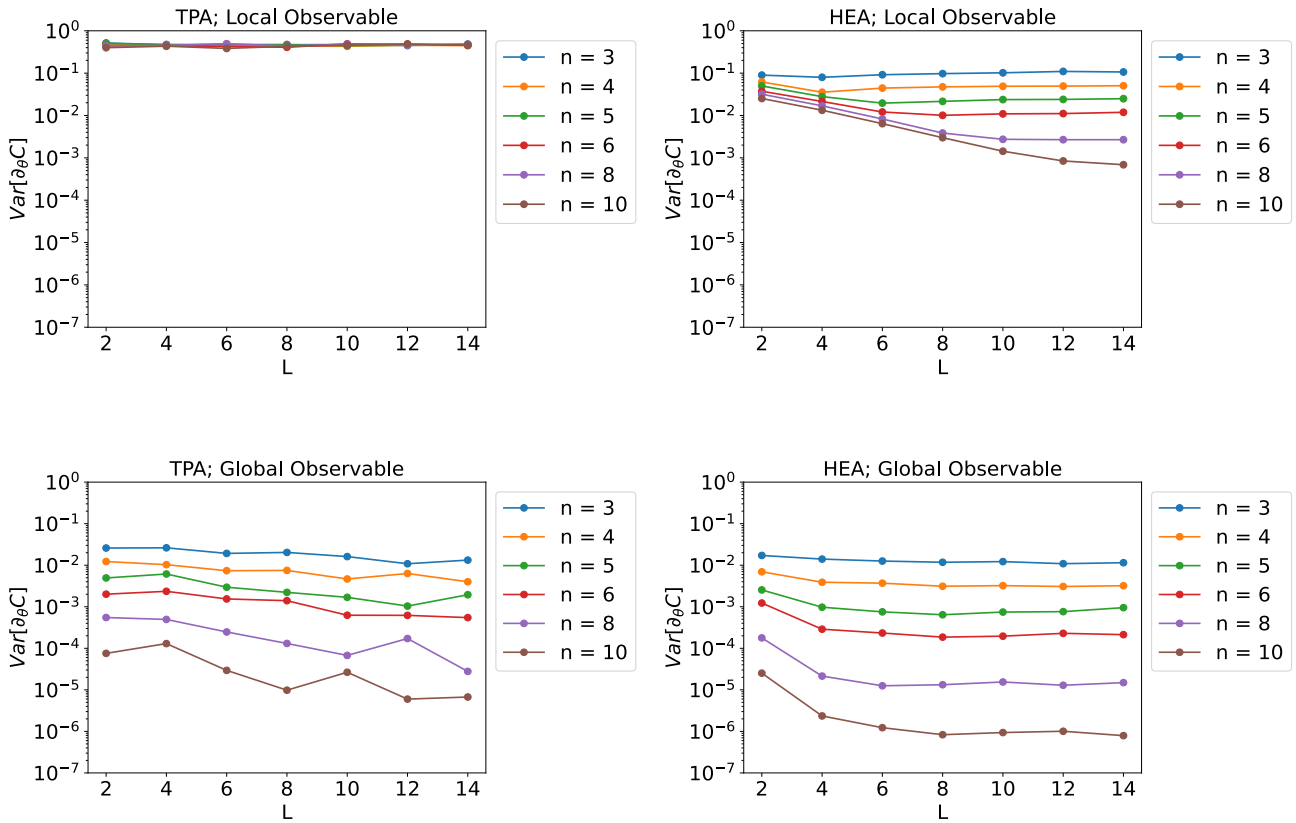 TPA; Local Observable
10^0
10^-1
10^-2
10^-3
10^-4
10^-5
10^-6
10^-7
Var[∂θC]
2 4 6 8 10 12 14
L
n = 3
n = 4
n = 5
n = 6
n = 8
n = 10
HEA; Local Observable
10^0
10^-1
10^-2
10^-3
10^-4
10^-5
10^-6
10^-7
Var[∂θC]
2 4 6 8 10 12 14
L
n = 3
n = 4
n = 5
n = 6
n = 8
n = 10
TPA; Global Observable
10^0
10^-1
10^-2
10^-3
10^-4
10^-5
10^-6
10^-7
Var[∂θC]
2 4 6 8 10 12 14
L
n = 3
n = 4
n = 5
n = 6
n = 8
n = 10
HEA; Global Observable
10^0
10^-1
10^-2
10^-3
10^-4
10^-5
10^-6
10^-7
Var[∂θC]
2 4 6 8 10 12 14
L
n = 3
n = 4
n = 5
n = 6
n = 8
n = 10